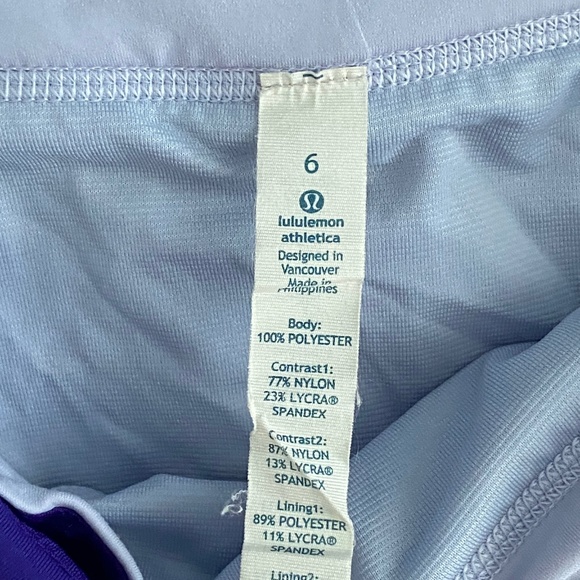 6
lululemon
athletica
Designed in
Vancouver
Made in
Philippines
Body:
100% POLYESTER
Contrast1:
77% NYLON
23% LYCRA®
SPANDEX
Contrast2:
87% NYLON
13% LYCRA®
SPANDEX
Lining1:
89% POLYESTER
11% LYCRA®
SPANDEX
Lining2: